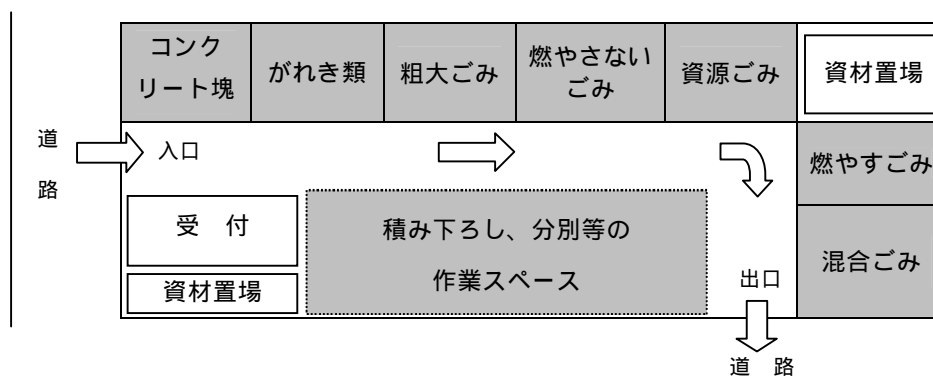 コンク
リート塊
がれき類
粗大ごみ
燃やさない
ごみ
資源ごみ
資材置場
道
路
入口
燃やすごみ
受 付
積み下ろし、分別等の
作業スペース
資材置場
混合ごみ
出口
道 路